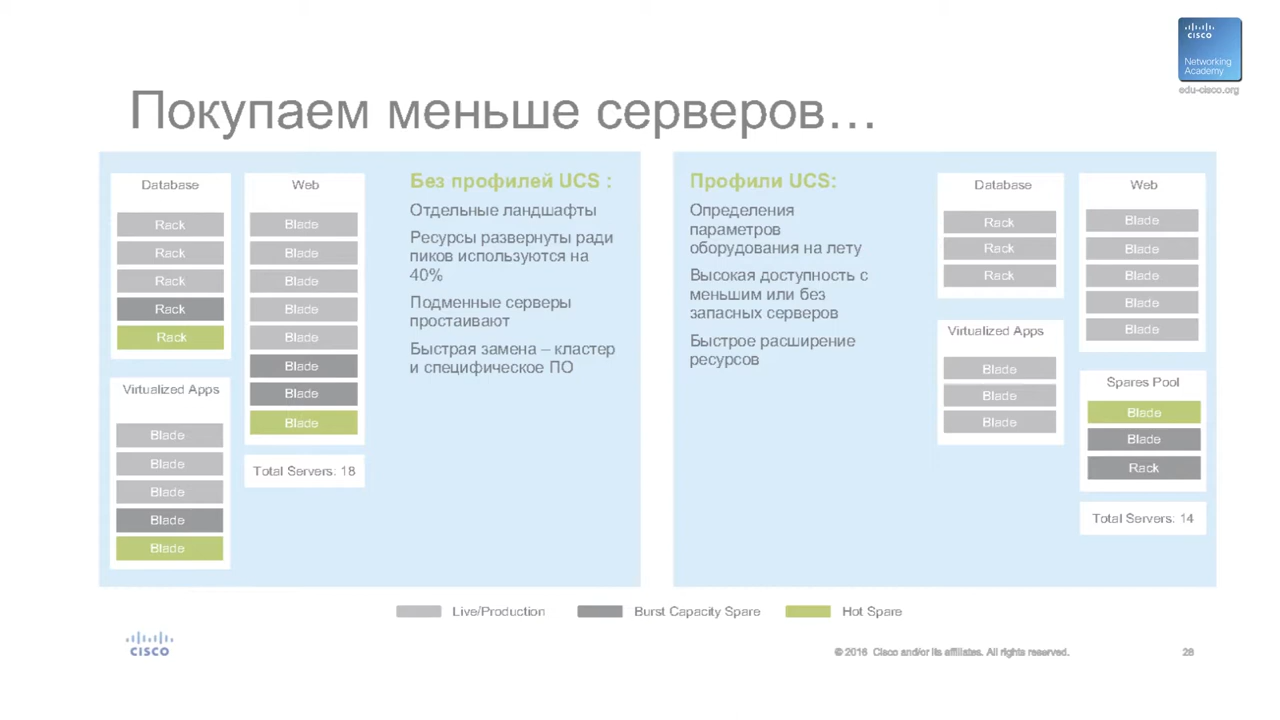 CISCO
Networking
Academy
edu-cisco.org
Покупаем меньше серверов…
Database
Rack
Rack
Rack
Rack
Rack
Virtualized Apps
Blade
Blade
Blade
Blade
Blade
Web
Blade
Blade
Blade
Blade
Blade
Blade
Blade
Blade
Total Servers: 18
Без профилей UCS :
Отдельные ландшафты
Ресурсы развернуты ради
пиков используются на
40%
Подменные серверы
простаивают
Быстрая замена – кластер
и специфическое ПО
Профили UCS:
Определения
параметров
оборудования на лету
Высокая доступность с
меньшим или без
запасных серверов
Быстрое расширение
ресурсов
Database
Rack
Rack
Rack
Virtualized Apps
Blade
Blade
Blade
Web
Blade
Blade
Blade
Blade
Blade
Spares Pool
Blade
Blade
Rack
Total Servers: 14
Live/Production
Burst Capacity Spare
Hot Spare
CISCO
© 2016 Cisco and/or its affiliates. All rights reserved.
28